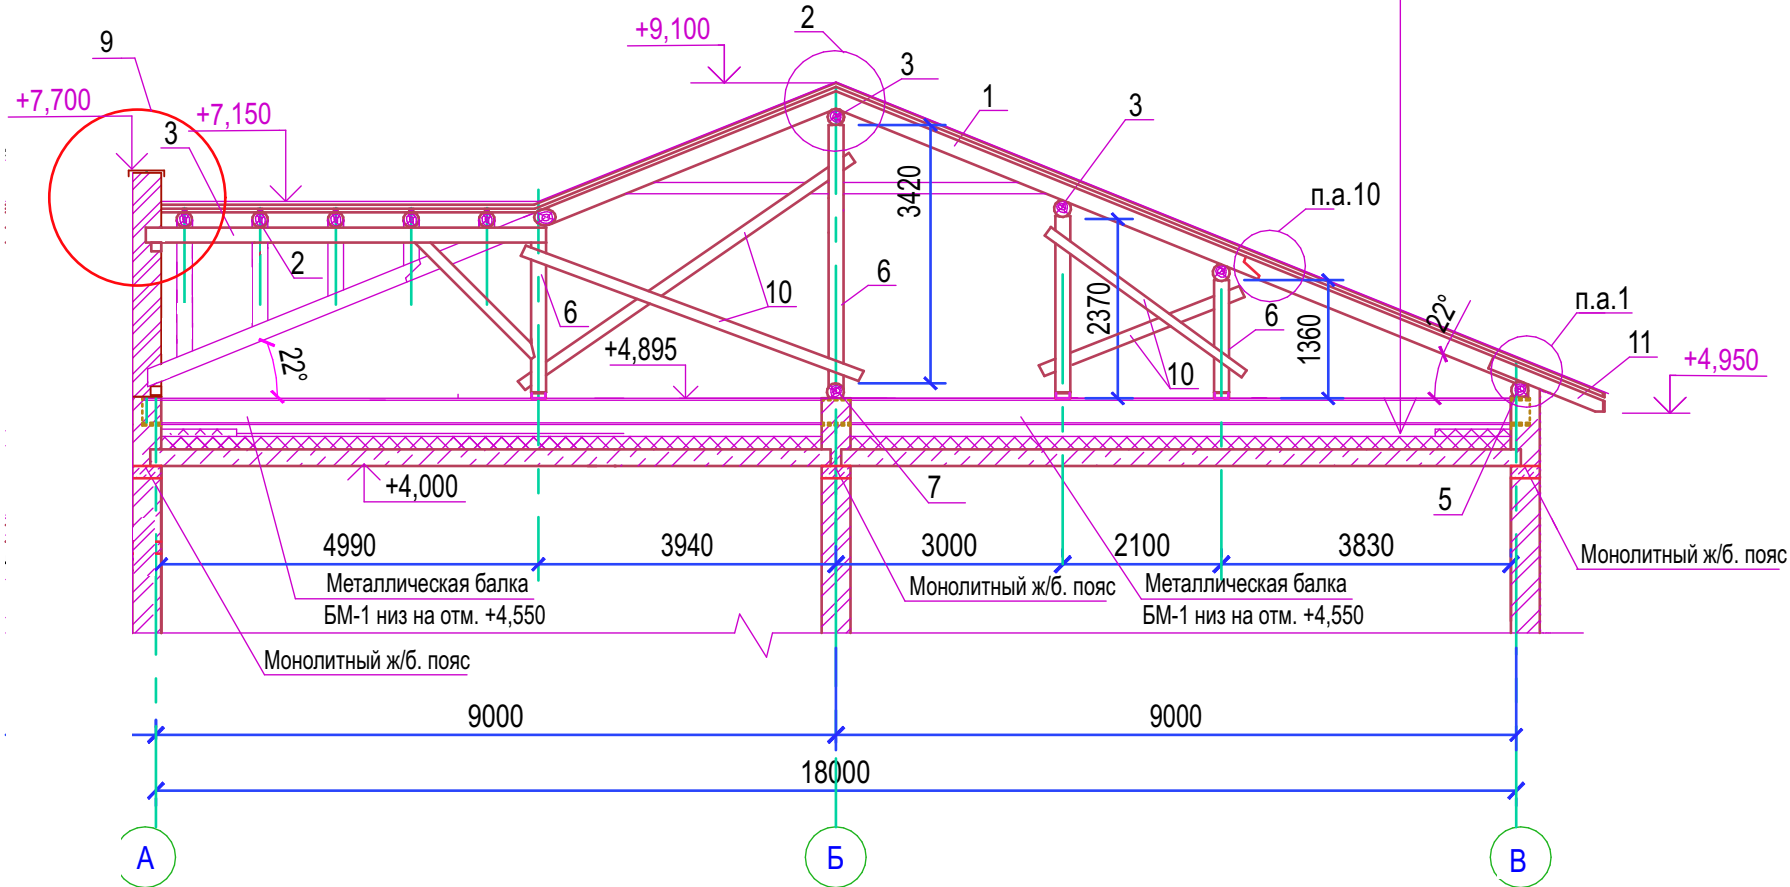 2
+9,100
9
3
1
3
+7,700
+7,150
3
3420
п.а.10
2
10
6
6
2370
6
1360
22°
п.а.1
11
22°
+4,895
10
+4,950
+4,000
7
5
4990
3940
3000
2100
3830
Монолитный ж/б. пояс
Металлическая балка
БМ-1 низ на отм. +4,550
Монолитный ж/б. пояс
Металлическая балка
БМ-1 низ на отм. +4,550
Монолитный ж/б. пояс
9000
9000
18000
А
Б
В